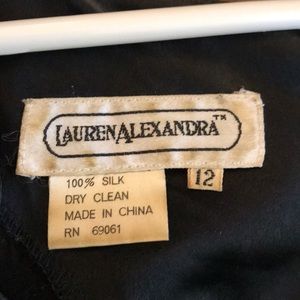 LAURENALEXANDRA™
100% SILK
DRY CLEAN
MADE IN CHINA
RN 69061
12